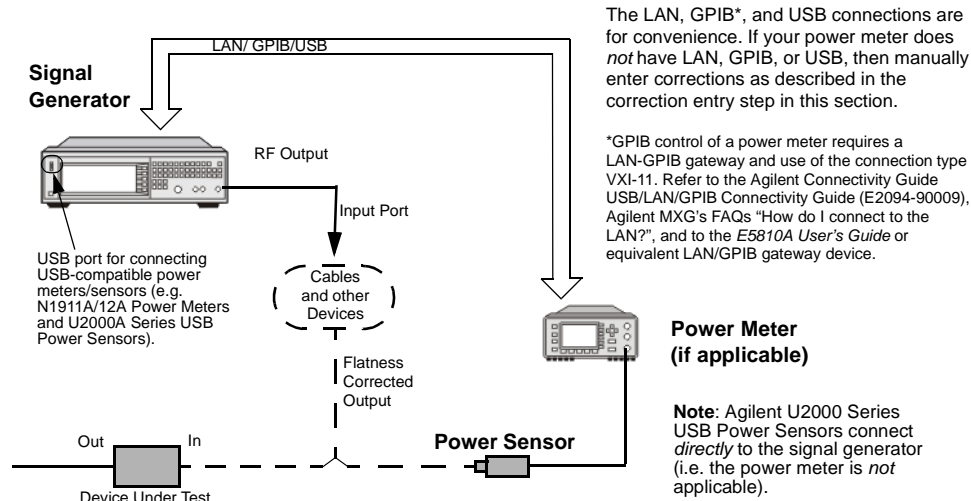 The LAN, GPIB*, and USB connections are
for convenience. If your power meter does
not have LAN, GPIB, or USB, then manually
enter corrections as described in the
correction entry step in this section.
*GPIB control of a power meter requires a
LAN-GPIB gateway and use of the connection type
VXI-11. Refer to the Agilent Connectivity Guide
USB/LAN/GPIB Connectivity Guide (E2094-90009),
Agilent MXG's FAQs “How do I connect to the
LAN?”, and to the E5810A User's Guide or
equivalent LAN/GPIB gateway device.
LAN/ GPIB/USB
Signal
Generator
RF Output
Input Port
USB port for connecting
USB-compatible power
meters/sensors (e.g.
N1911A/12A Power Meters
and U2000A Series USB
Power Sensors).
Cables
and other
Devices
Power Meter
(if applicable)
Flatness
Corrected
Output
Note: Agilent U2000 Series
USB Power Sensors connect
directly to the signal generator
(i.e. the power meter is not
applicable).
Out
In
Power Sensor
Device Under Test